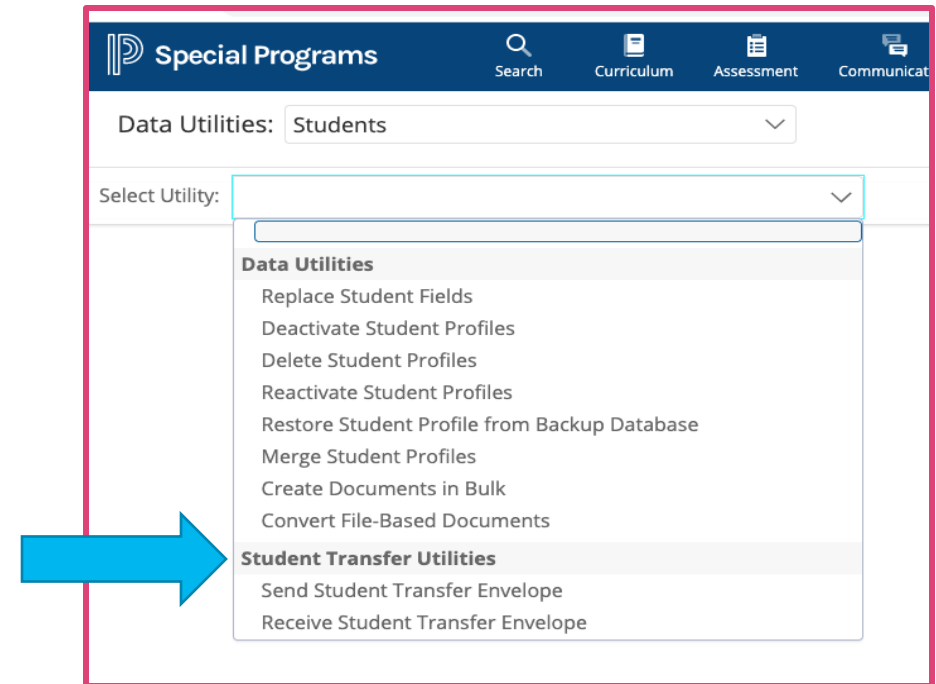 Special Programs
Search
Curriculum
Assessment
Communicat
Data Utilities: Students
Select Utility:
Data Utilities
Replace Student Fields
Deactivate Student Profiles
Delete Student Profiles
Reactivate Student Profiles
Restore Student Profile from Backup Database
Merge Student Profiles
Create Documents in Bulk
Convert File-Based Documents
Student Transfer Utilities
Send Student Transfer Envelope
Receive Student Transfer Envelope